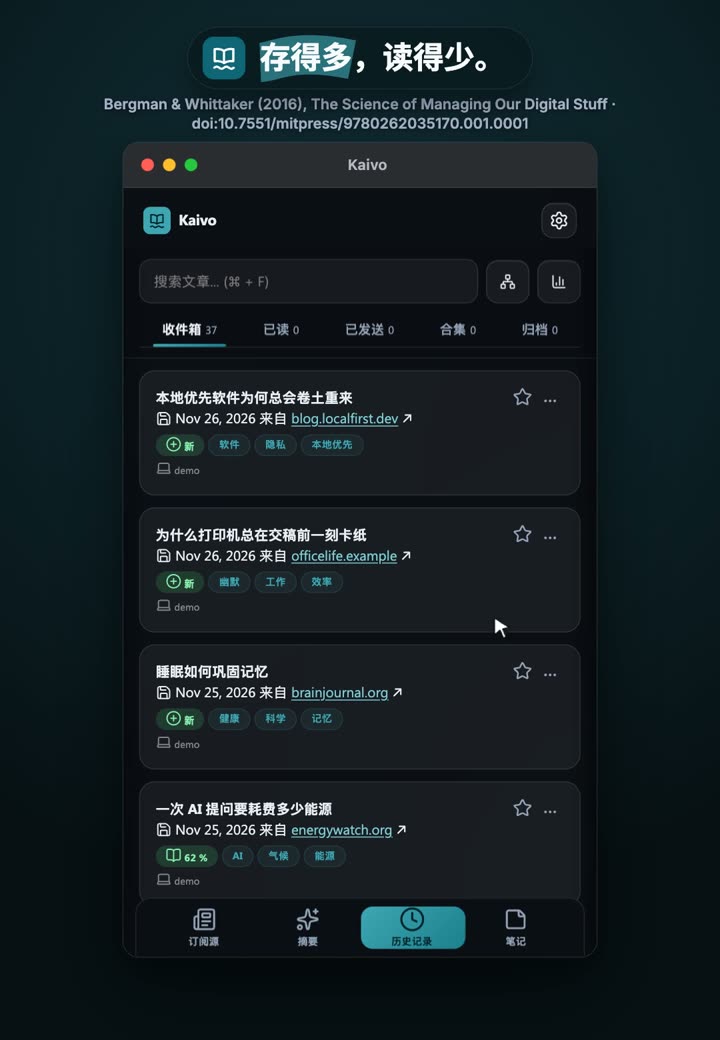 存得多，读得少。
Bergman & Whittaker (2016), The Science of Managing Our Digital Stuff ·
doi:10.7551/mitpress/9780262035170.001.0001
Kaivo
Kaivo
搜索文章... (⌘ + F)
收件箱 37 已读 0 已发送 0 合集 0 归档 0
本地优先软件为何总会卷土重来
Nov 26, 2026 来自 blog.localfirst.dev ↗
新 软件 隐私 本地优先
demo
为什么打印机总在交稿前一刻卡纸
Nov 26, 2026 来自 officelife.example ↗
新 幽默 工作 效率
demo
睡眠如何巩固记忆
Nov 25, 2026 来自 brainjournal.org ↗
新 健康 科学 记忆
demo
一次 AI 提问要耗费多少能源
Nov 25, 2026 来自 energywatch.org ↗
62 % AI 气候 能源
demo
订阅源 摘要 历史记录 笔记